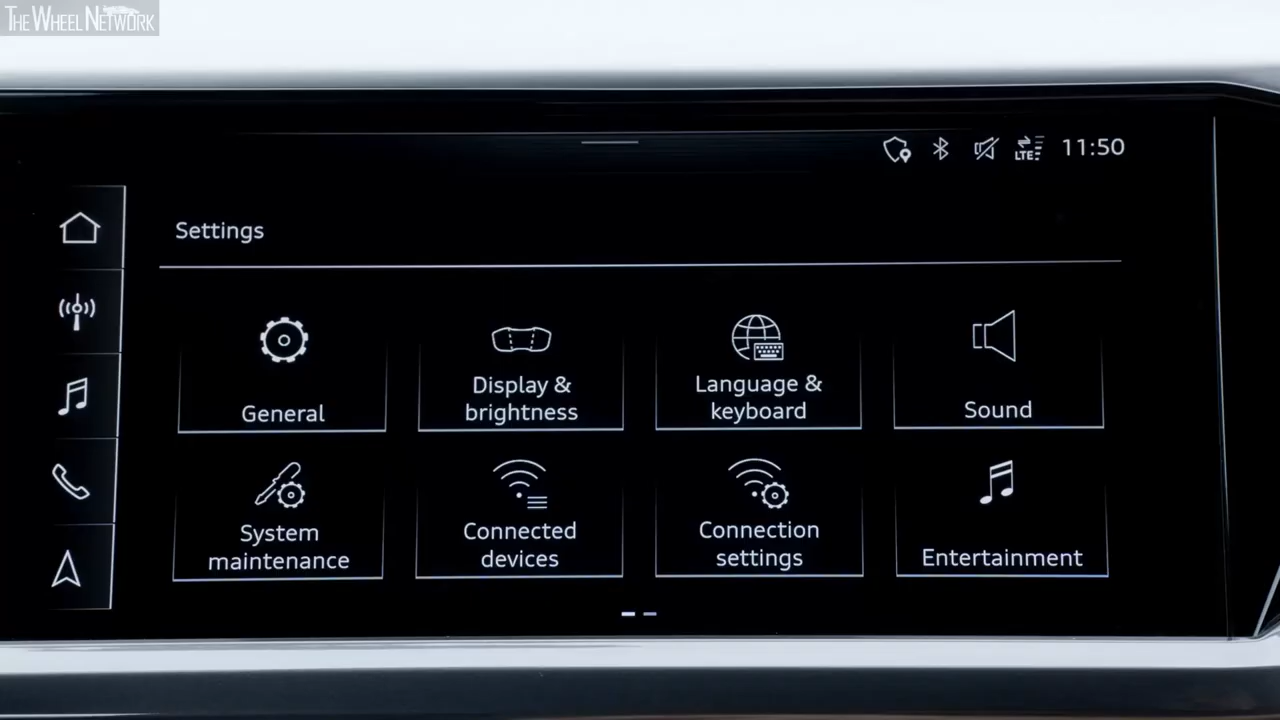 THE WHEEL NETWORK
LTE 11:50
Settings
General
Display &
brightness
Language &
keyboard
Sound
System
maintenance
Connected
devices
Connection
settings
Entertainment